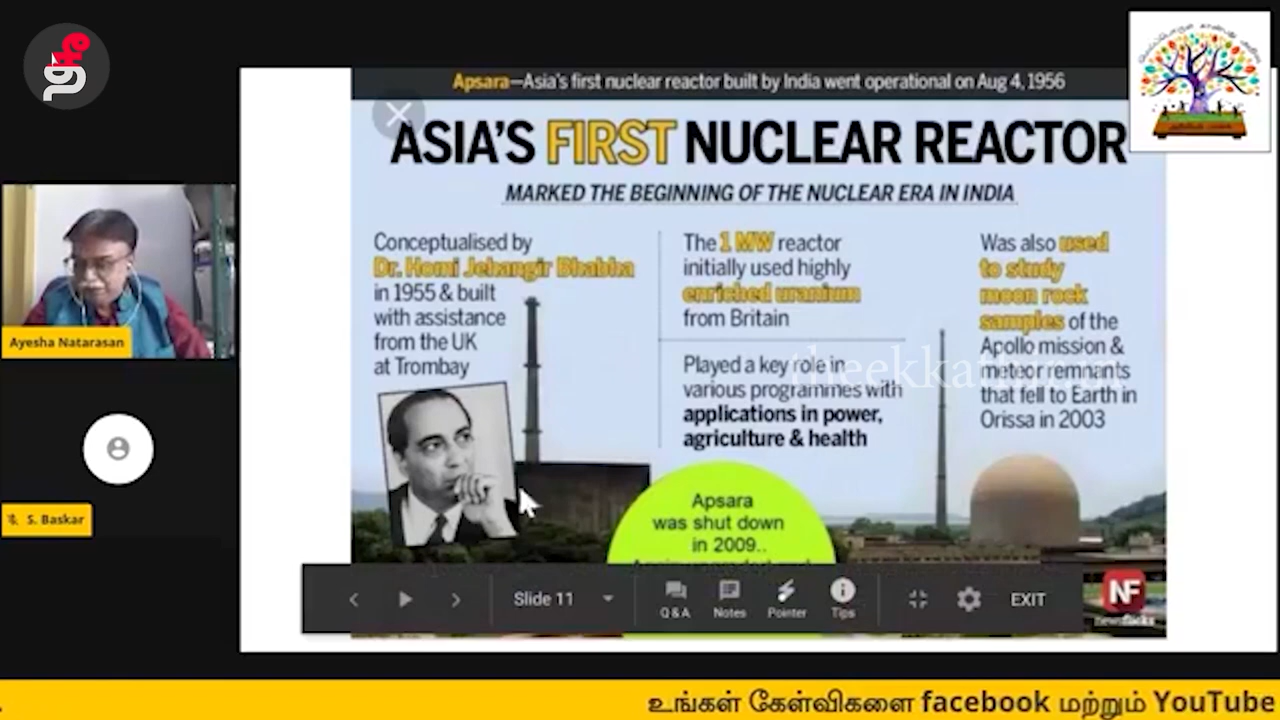 Apsara—Asia's first nuclear reactor built by India went operational on Aug 4, 1956
ASIA'S FIRST NUCLEAR REACTOR
MARKED THE BEGINNING OF THE NUCLEAR ERA IN INDIA
Conceptualised by
Dr. Homi Jehangir Bhabha
in 1955 & built
with assistance
from the UK
at Trombay
The 1 MW reactor
initially used highly
enriched uranium
from Britain
Played a key role in
various programmes with
applications in power,
agriculture & health
Was also used
to study
moon rock
samples of the
Apollo mission &
meteor remnants
that fell to Earth in
Orissa in 2003
Apsara
was shut down
in 2009..
Ayesha Natarasan
S. Baskar
Slide 11
Q & A
Notes
Pointer
Tips
EXIT
NF
உங்கள் கேள்விகளை facebook மற்றும் YouTube